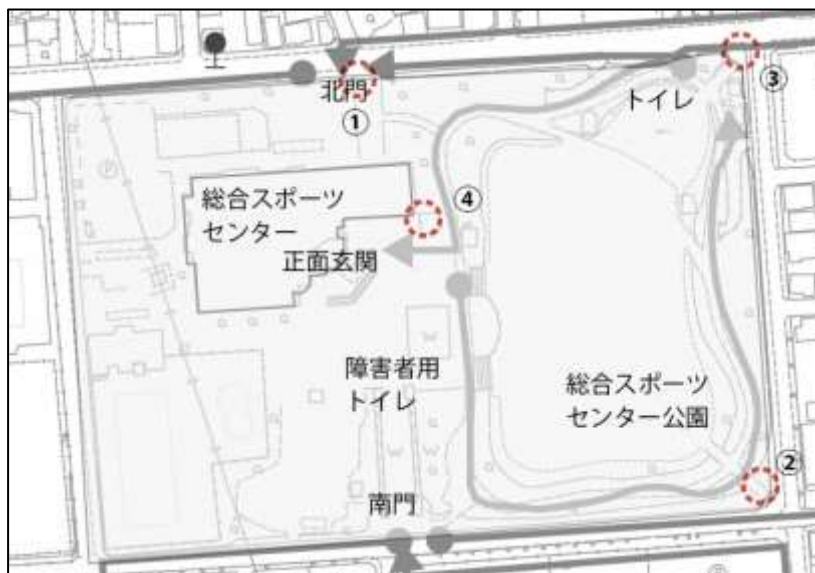 北門
①
トイレ
③
総合スポーツ
センター
④
正面玄関
障害者用
トイレ
総合スポーツ
センター公園
②
南門